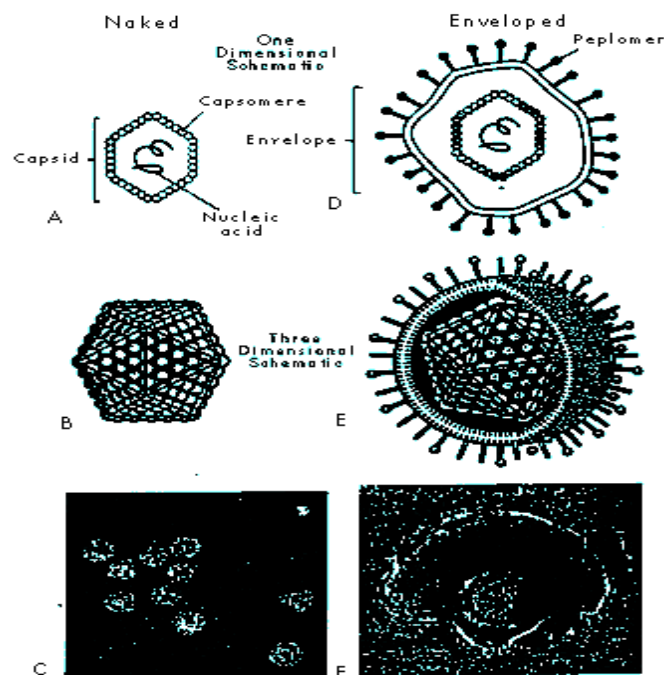 Naked
Enveloped
One
Dimensional
Schematic
Peplomer
Capsomere
Envelope
Capsid
A
D
Nucleic
acid
Three
Dimensional
Schematic
B
E
C
F